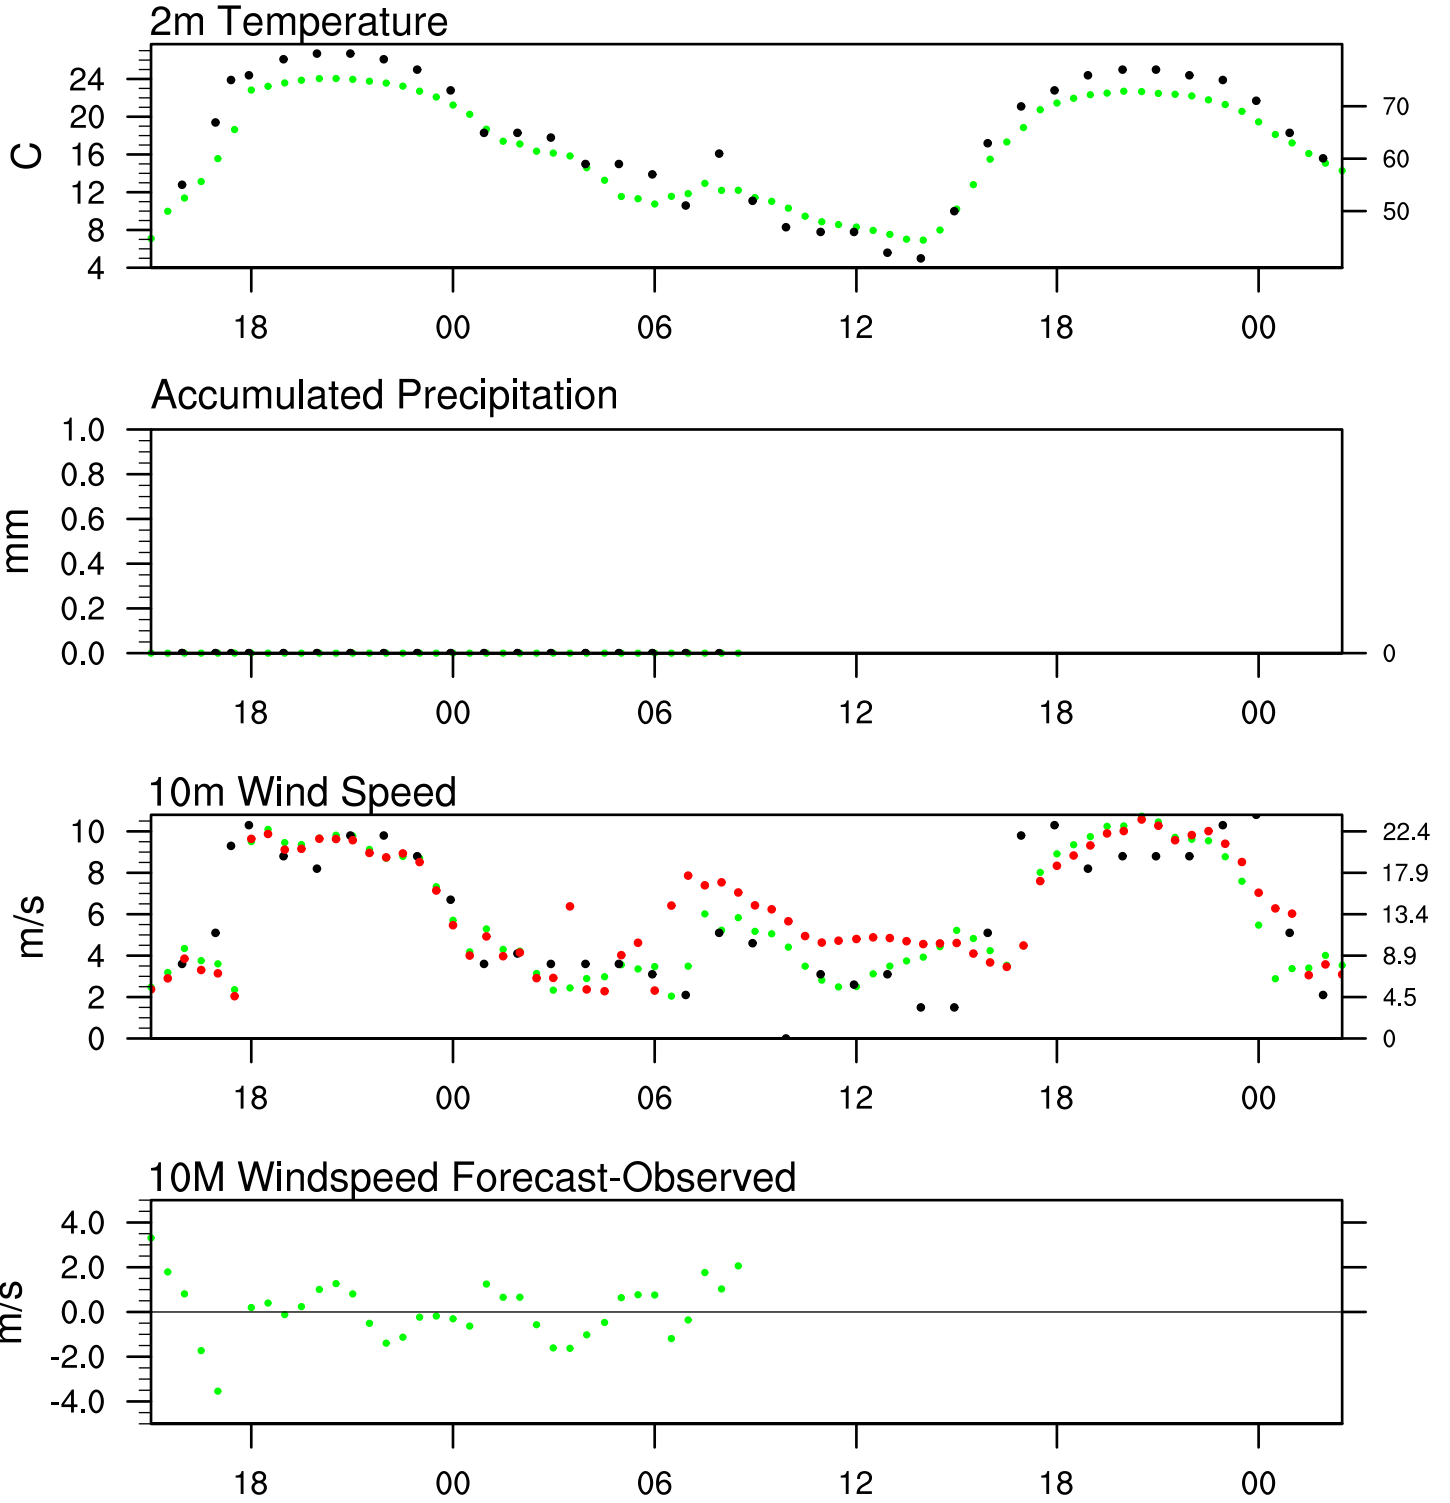 2m Temperature
24
20
16
12
8
4
C
70
60
50
18 00 06 12 18 00
Accumulated Precipitation
1.0
0.8
0.6
0.4
0.2
0.0
mm
0
18 00 06 12 18 00
10m Wind Speed
10
8
6
4
2
0
m/s
22.4
17.9
13.4
8.9
4.5
0
18 00 06 12 18 00
10M Windspeed Forecast-Observed
4.0
2.0
0.0
-2.0
-4.0
m/s
18 00 06 12 18 00